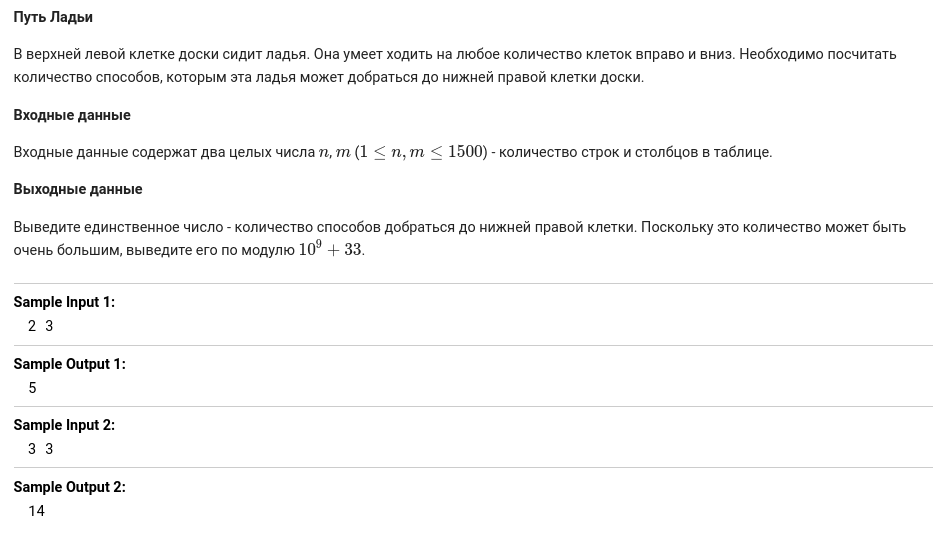 Путь Ладьи
В верхней левой клетке доски сидит ладья. Она умеет ходить на любое количество клеток вправо и вниз. Необходимо посчитать
количество способов, которым эта ладья может добраться до нижней правой клетки доски.
Входные данные
Входные данные содержат два целых числа n, m (1 ≤ n, m ≤ 1500) - количество строк и столбцов в таблице.
Выходные данные
Выведите единственное число - количество способов добраться до нижней правой клетки. Поскольку это количество может быть
очень большим, выведите его по модулю 10⁹ + 33.
Sample Input 1:
2 3
Sample Output 1:
5
Sample Input 2:
3 3
Sample Output 2:
14